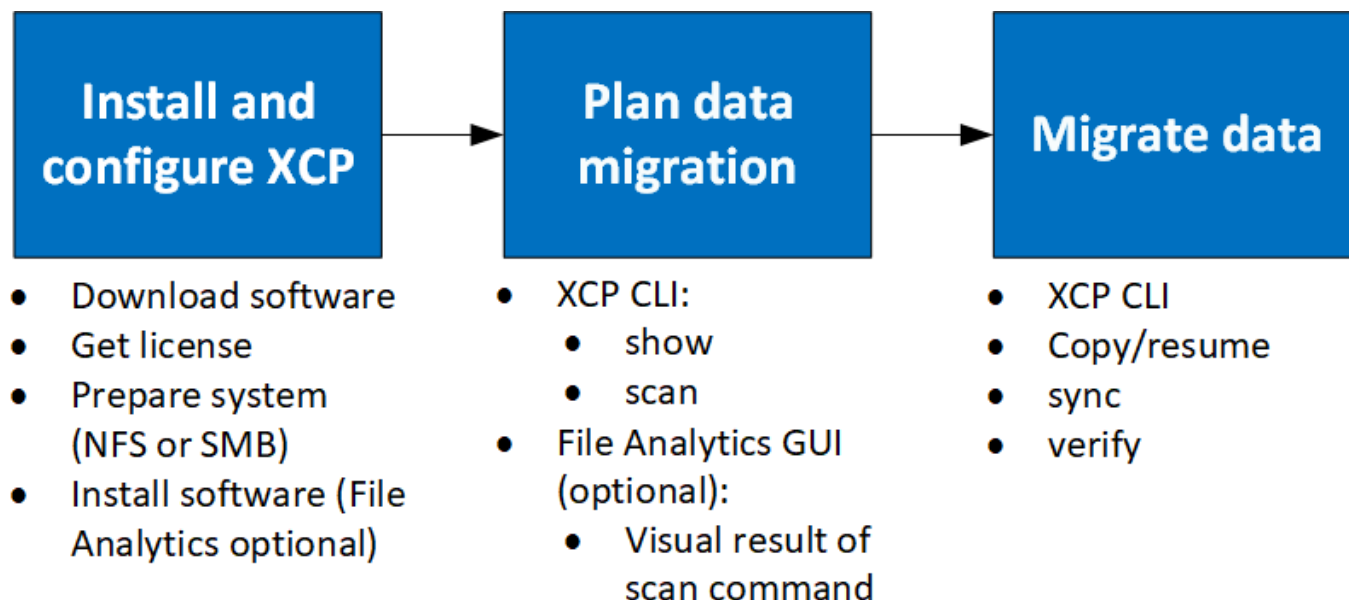 Install and
configure XCP
Plan data
migration
Migrate data
• Download software
• Get license
• Prepare system
(NFS or SMB)
• Install software (File
Analytics optional)
• XCP CLI:
• show
• scan
• File Analytics GUI
(optional):
• Visual result of
scan command
• XCP CLI
• Copy/resume
• sync
• verify